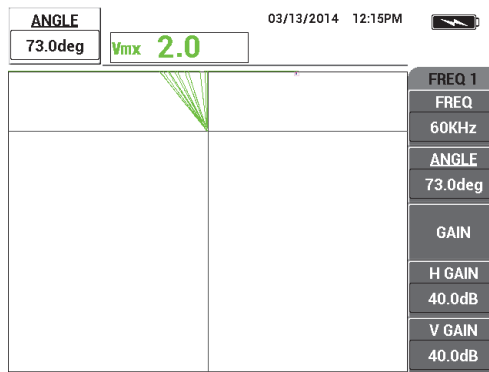 ANGLE
73.0deg
Vmx 2.0
03/13/2014 12:15PM
FREQ 1
FREQ
60KHz
ANGLE
73.0deg
GAIN
H GAIN
40.0dB
V GAIN
40.0dB